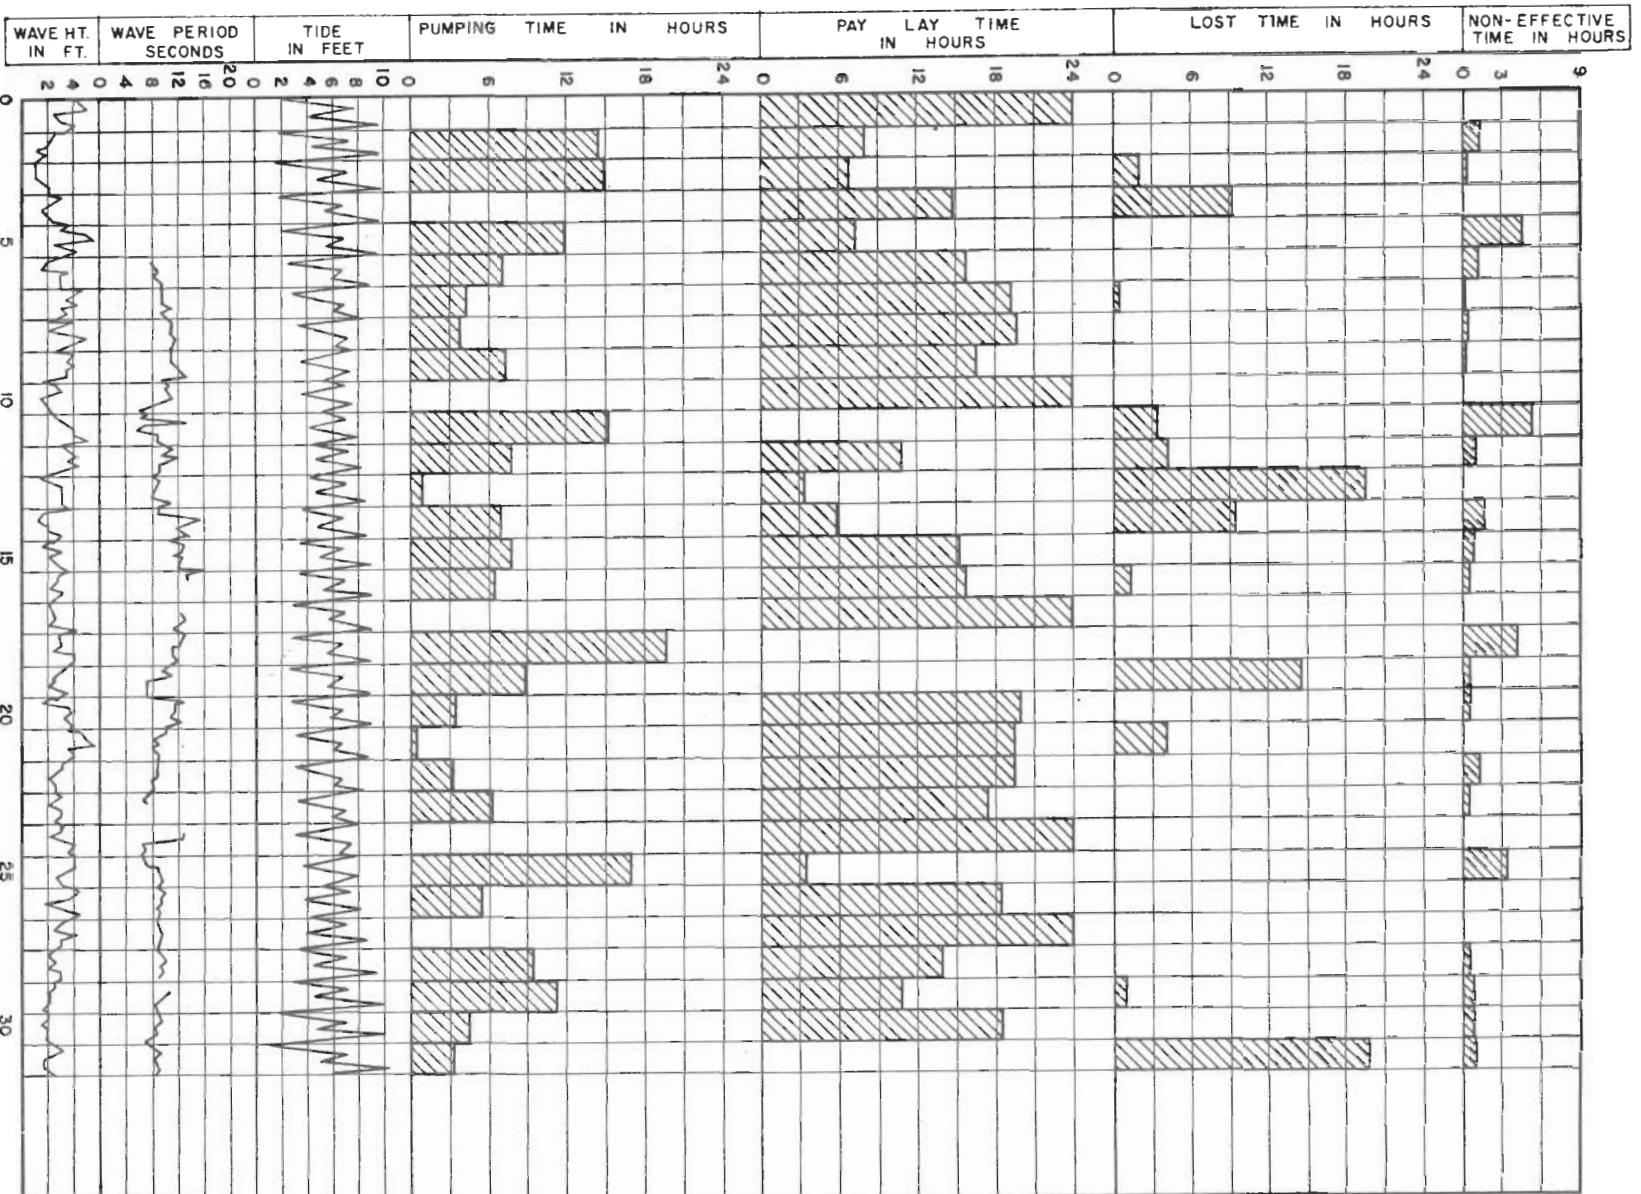 WAVE HT.
IN FT.
WAVE PERIOD
SECONDS
TIDE
IN FEET
PUMPING TIME IN HOURS
PAY LAY TIME
IN HOURS
LOST TIME IN HOURS
NON-EFFECTIVE
TIME IN HOURS
2 4 0 4 8 12 16 20 0 2 4 6 8 10 0 6 12 18 24 0 6 12 18 24 0 6 12 18 24 0 3 9
0
5
10
15
20
25
30